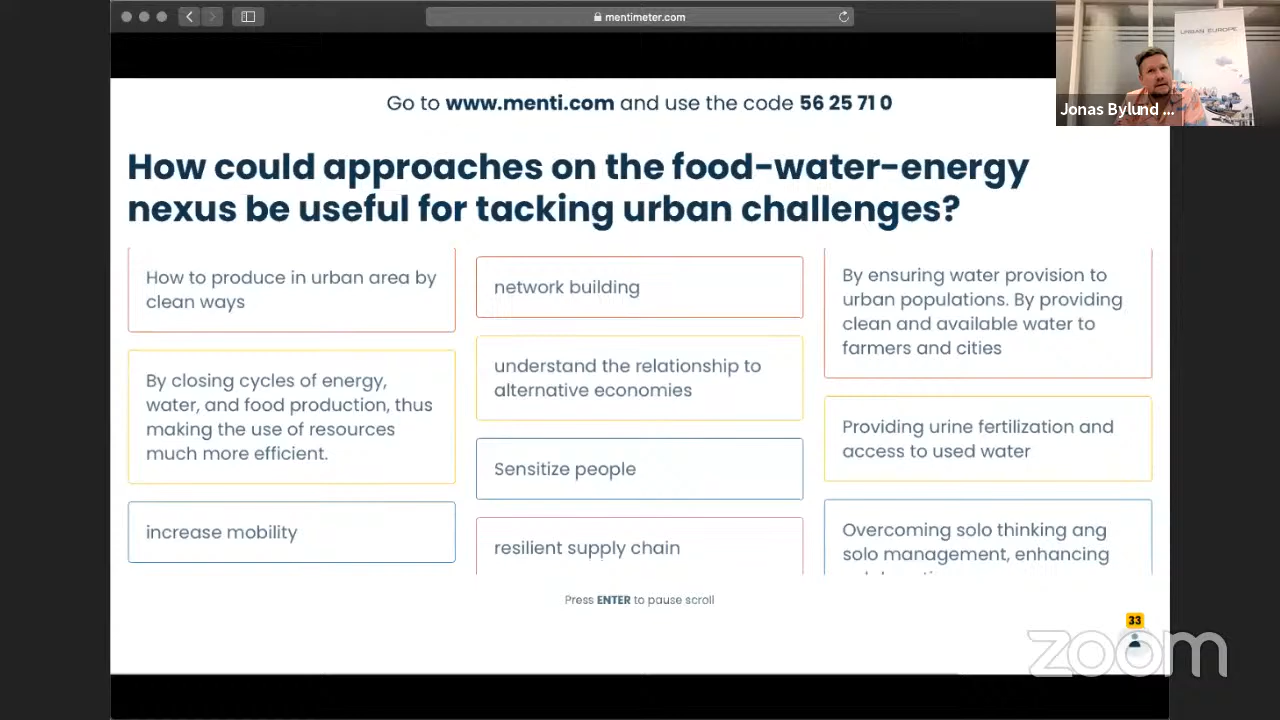 mentimeter.com
URBAN EUROPE
Jonas Bylund ...
Go to www.menti.com and use the code 56 25 71 0
How could approaches on the food-water-energy
nexus be useful for tacking urban challenges?
How to produce in urban area by
clean ways
By closing cycles of energy,
water, and food production, thus
making the use of resources
much more efficient.
increase mobility
network building
understand the relationship to
alternative economies
Sensitize people
resilient supply chain
By ensuring water provision to
urban populations. By providing
clean and available water to
farmers and cities
Providing urine fertilization and
access to used water
Overcoming solo thinking ang
solo management, enhancing
Press ENTER to pause scroll
33
zoom